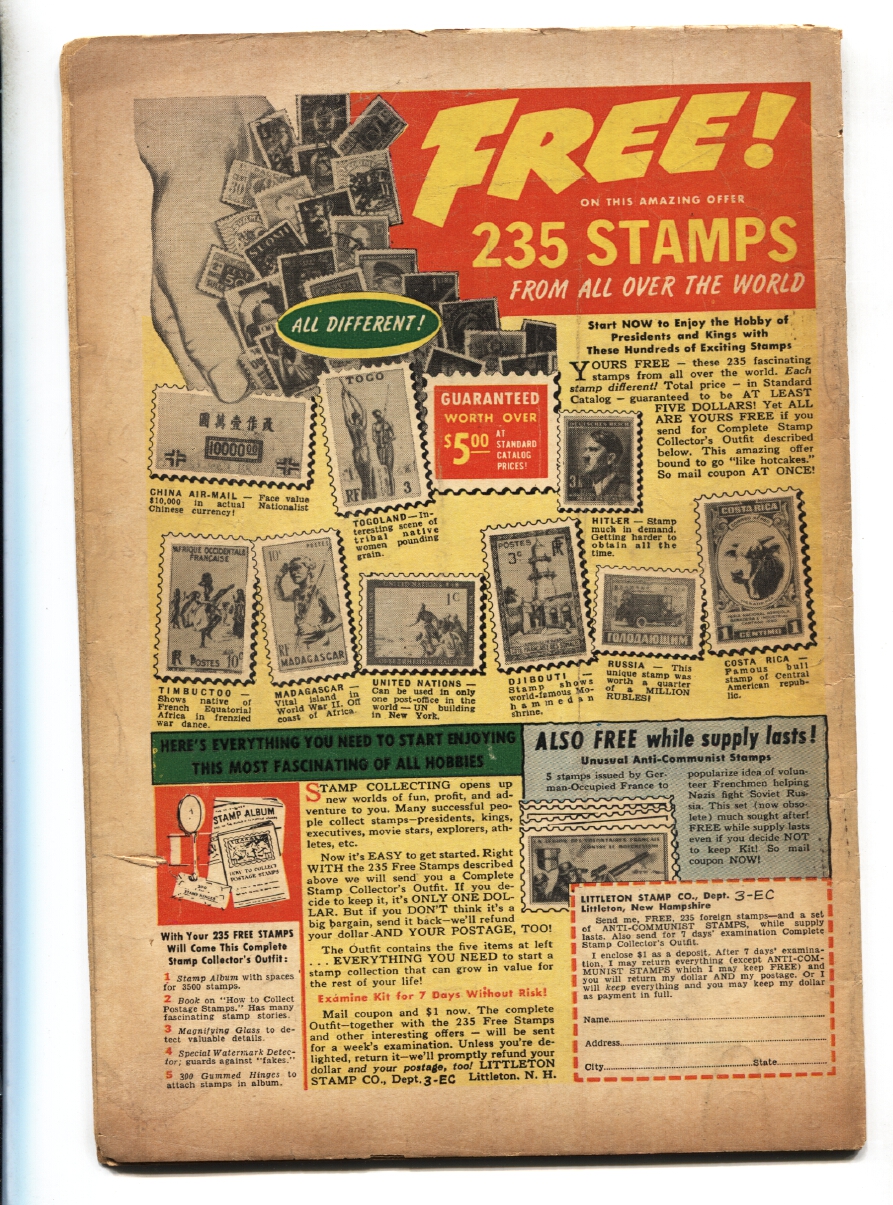 FREE!
ON THIS AMAZING OFFER
235 STAMPS
FROM ALL OVER THE WORLD
ALL DIFFERENT!
Start NOW to Enjoy the Hobby of
Presidents and Kings with
These Hundreds of Exciting Stamps
YOURS FREE — these 235 fascinating
stamps from all over the world. Each
stamp different! Total price — in Standard
Catalog — guaranteed to be AT LEAST
FIVE DOLLARS! Yet ALL
ARE YOURS FREE if you
send for Complete Stamp
Collector's Outfit described
below. This amazing offer
bound to go "like hotcakes."
So mail coupon AT ONCE!
GUARANTEED
WORTH OVER
$5.00 AT
STANDARD
CATALOG
PRICES!
10000
CHINA AIR-MAIL — Face value
$10,000 in actual Nationalist
Chinese currency!
TOGO
RF 3
TOGOLAND—In-
teresting scene of
tribal native
women pounding
grain.
DEUTSCHES REICH
3
HITLER — Stamp
much in demand.
Getting harder to
obtain all the
time.
AFRIQUE OCCIDENTALE
FRANÇAISE
POSTES 10c
TIMBUCTOO —
Shows native of
French Equatorial
Africa in frenzied
war dance.
10c POSTES
RF
MADAGASCAR
MADAGASCAR —
Vital island in
World War II. Off
coast of Africa.
1c
UNITED NATIONS —
Can be used in only
one post-office in the
world — UN building
in New York.
POSTES
3c
DJIBOUTI —
Stamp shows
world-famous Mo-
hammedan
shrine.
ГОЛОДАЮЩИМ
RUSSIA — This
unique stamp was
worth a quarter
of a MILLION
RUBLES!
COSTA RICA
1 CENTIMO 1
COSTA RICA —
Famous bull
stamp of Central
American repub-
lic.
HERE'S EVERYTHING YOU NEED TO START ENJOYING
THIS MOST FASCINATING OF ALL HOBBIES
STAMP ALBUM
HOW TO COLLECT
POSTAGE STAMPS
With Your 235 FREE STAMPS
Will Come This Complete
Stamp Collector's Outfit:
1 Stamp Album with spaces
for 3500 stamps.
2 Book on "How to Collect
Postage Stamps." Has many
fascinating stamp stories.
3 Magnifying Glass to de-
tect valuable details.
4 Special Watermark Detec-
tor; guards against "fakes."
5 300 Gummed Hinges to
attach stamps in album.
STAMP COLLECTING opens up
new worlds of fun, profit, and ad-
venture to you. Many successful peo-
ple collect stamps—presidents, kings,
executives, movie stars, explorers, ath-
letes, etc.
Now it's EASY to get started. Right
WITH the 235 Free Stamps described
above we will send you a Complete
Stamp Collector's Outfit. If you de-
cide to keep it, it's ONLY ONE DOL-
LAR. But if you DON'T think it's a
big bargain, send it back—we'll refund
your dollar—AND YOUR POSTAGE, TOO!
The Outfit contains the five items at left
. . . EVERYTHING YOU NEED to start a
stamp collection that can grow in value for
the rest of your life!
Examine Kit for 7 Days Without Risk!
Mail coupon and $1 now. The complete
Outfit—together with the 235 Free Stamps
and other interesting offers — will be sent
for a week's examination. Unless you're de-
lighted, return it—we'll promptly refund your
dollar and your postage, too! LITTLETON
STAMP CO., Dept. 3-EC Littleton, N. H.
ALSO FREE while supply lasts!
Unusual Anti-Communist Stamps
5 stamps issued by Ger-
man-Occupied France to
popularize idea of volun-
teer Frenchmen helping
Nazis fight Soviet Rus-
sia. This set (now obso-
lete) much sought after!
FREE while supply lasts
even if you decide NOT
to keep Kit! So mail
coupon NOW!
LITTLETON STAMP CO., Dept. 3-EC
Littleton, New Hampshire
Send me, FREE, 235 foreign stamps—and a set
of ANTI-COMMUNIST STAMPS, while supply
lasts. Also send for 7 days' examination Complete
Stamp Collector's Outfit.
I enclose $1 as a deposit. After 7 days' examina-
tion, I may return everything (except ANTI-COM-
MUNIST STAMPS which I may keep FREE) and
you will return my dollar AND my postage. Or I
will keep everything and you may keep my dollar
as payment in full.
Name
Address
City State